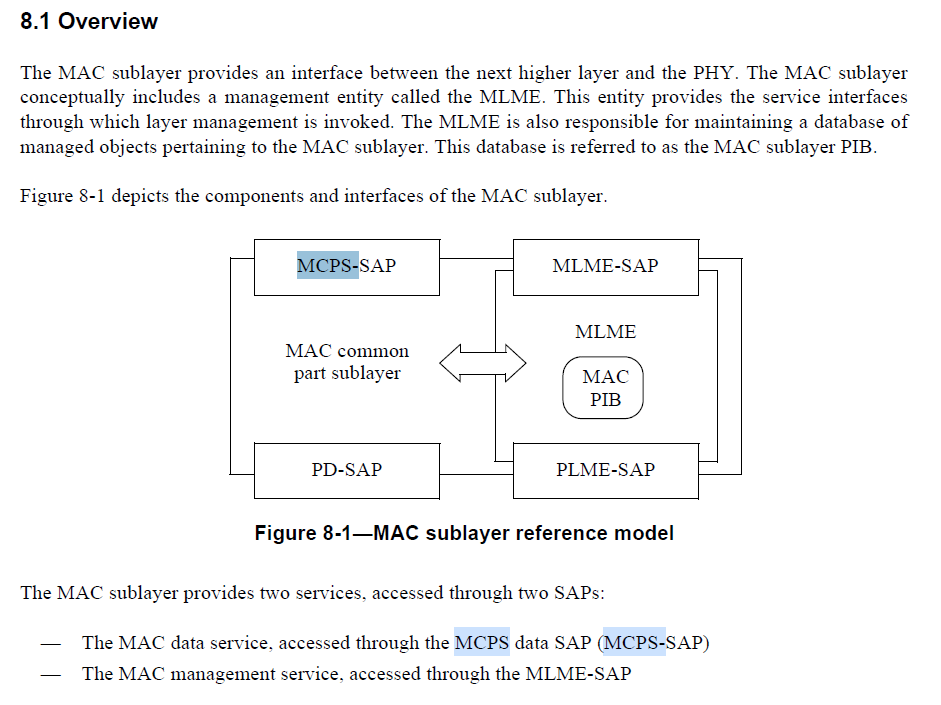 8.1 Overview
The MAC sublayer provides an interface between the next higher layer and the PHY. The MAC sublayer
conceptually includes a management entity called the MLME. This entity provides the service interfaces
through which layer management is invoked. The MLME is also responsible for maintaining a database of
managed objects pertaining to the MAC sublayer. This database is referred to as the MAC sublayer PIB.
Figure 8-1 depicts the components and interfaces of the MAC sublayer.
MCPS-SAP
MLME-SAP
MLME
MAC common
part sublayer
MAC
PIB
PD-SAP
PLME-SAP
Figure 8-1—MAC sublayer reference model
The MAC sublayer provides two services, accessed through two SAPs:
— The MAC data service, accessed through the MCPS data SAP (MCPS-SAP)
— The MAC management service, accessed through the MLME-SAP